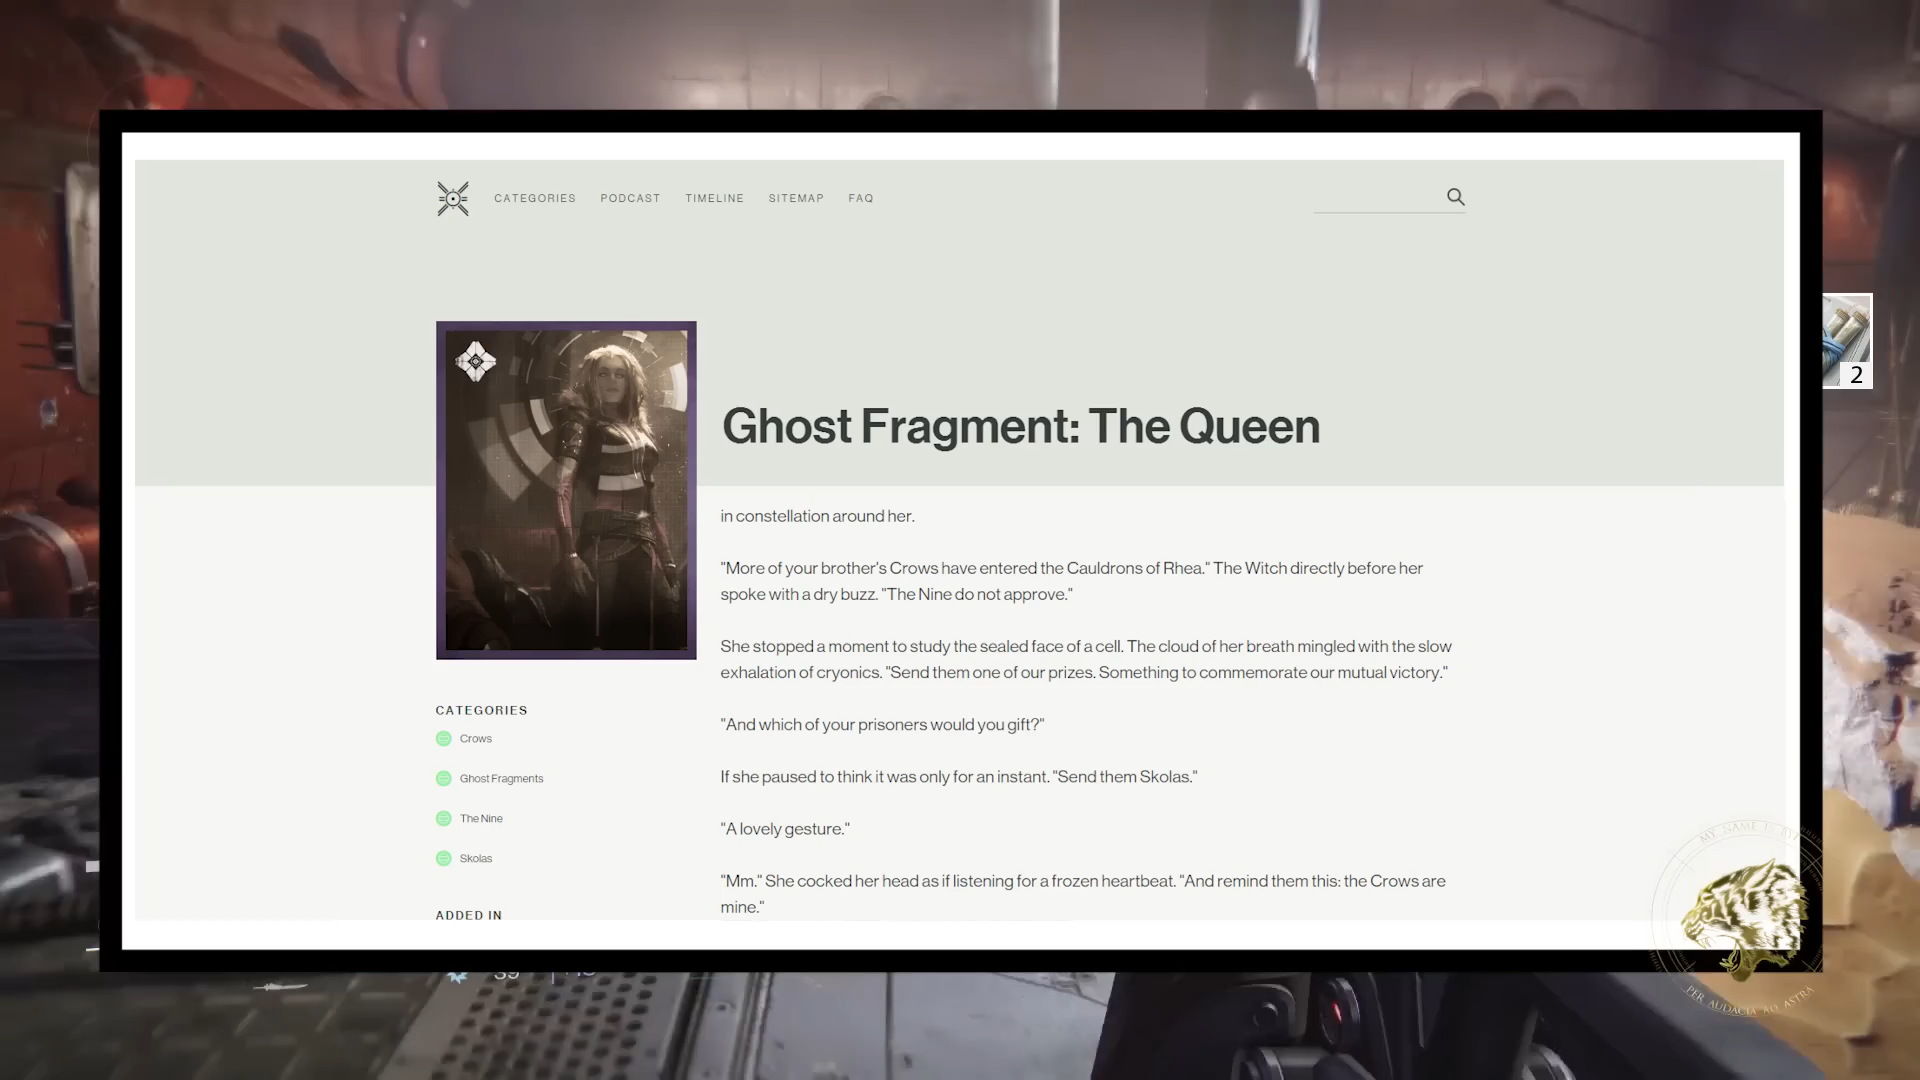 CATEGORIES PODCAST TIMELINE SITEMAP FAQ
2
Ghost Fragment: The Queen
in constellation around her.
"More of your brother's Crows have entered the Cauldrons of Rhea." The Witch directly before her
spoke with a dry buzz. "The Nine do not approve."
She stopped a moment to study the sealed face of a cell. The cloud of her breath mingled with the slow
exhalation of cryonics. "Send them one of our prizes. Something to commemorate our mutual victory."
"And which of your prisoners would you gift?"
If she paused to think it was only for an instant. "Send them Skolas."
"A lovely gesture."
"Mm." She cocked her head as if listening for a frozen heartbeat. "And remind them this: the Crows are
mine."
CATEGORIES
Crows
Ghost Fragments
The Nine
Skolas
ADDED IN
MY NAME IS
PER AUDACIA AD ASTRA